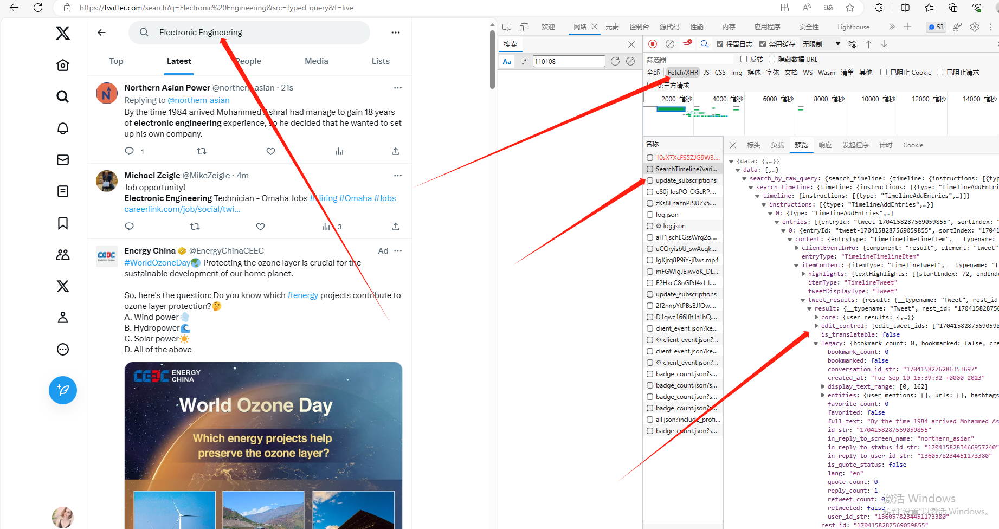 https://twitter.com/search?q=Electronic%20Engineering&src=typed_query&f=live
Electronic Engineering
Top
Latest
People
Media
Lists
Northern Asian Power @northern_asian · 21s
Replying to @northern_asian
By the time 1984 arrived Mohammed Ashraf had manage to gain 18 years
of electronic engineering experience, so he decided that he wanted to set
up his own company.
1
Michael Zeigle @MikeZeigle · 4m
Job opportunity!
Electronic Engineering Technician - Omaha Jobs #Hiring #Omaha #Jobs
careerlink.com/job/social/twi...
3
Energy China @EnergyChinaCEEC
Ad
#WorldOzoneDay Protecting the ozone layer is crucial for the
sustainable development of our home planet.
So, here's the question: Do you know which #energy projects contribute to
ozone layer protection?
A. Wind power
B. Hydropower
C. Solar power
D. All of the above
ENERGY
CHINA
World Ozone Day
Which energy projects help
preserve the ozone layer?
欢迎
网络
元素
控制台
源代码
性能
内存
应用程序
安全性
Lighthouse
53
搜索
Aa
.*
110108
保留日志
禁用缓存
无限制
筛选器
反转
隐藏数据 URL
全部
Fetch/XHR
JS
CSS
Img
媒体
字体
文档
WS
Wasm
清单
其他
已阻止 Cookie
已阻止请求
第三方请求
2000 毫秒
4000 毫秒
6000 毫秒
8000 毫秒
10000 毫秒
12000 毫秒
14000 毫秒
名称
10sX7XcFS5ZJG9W3....
SearchTimeline?vari...
update_subscriptions
e80j-IqsPO_OGcRP....
zKs8EnaYnPJSUZx5....
log.json
log.json
aH1jschEGssWrg2o....
uCQryisbU_swAeqk....
IgKjrq8P9iY-jRws.mp4
mFGWlgJEiwvoK_DL....
E2HkcC8nGPd4xJ-I....
update_subscriptions
2f2nnpYtPBsBJfOw....
D1qwz166I8t1tLhQ....
client_event.json?ke...
client_event.json?...
client_event.json?ke...
client_event.json?...
badge_count.json?s...
badge_count.json?s...
badge_count.json?s...
badge_count.json?s...
all.json?include_profi...
badge_count.json?s...
标头
负载
预览
响应
发起程序
计时
Cookie
{data: {,…}}
data: {,…}
search_by_raw_query: {search_timeline: {timeline: {instructions: [{typ
search_timeline: {timeline: {instructions: [{type: "TimelineAddEntri
timeline: {instructions: [{type: "TimelineAddEntries",…}]}
instructions: [{type: "TimelineAddEntries",…}]
0: {type: "TimelineAddEntries",…}
entries: [{entryId: "tweet-1704158287569059855", sortIndex: "
0: {entryId: "tweet-1704158287569059855", sortIndex: "17041
content: {entryType: "TimelineTimelineItem", __typename:
clientEventInfo: {component: "result", element: "tweet"
entryType: "TimelineTimelineItem"
itemContent: {itemType: "TimelineTweet", __typename: "T
highlights: {textHighlights: [{startIndex: 72, endInd
itemType: "TimelineTweet"
tweetDisplayType: "Tweet"
tweet_results: {result: {__typename: "Tweet", rest_id
result: {__typename: "Tweet", rest_id: "17041582875
core: {user_results: {,…}}
edit_control: {edit_tweet_ids: ["1704158287569059​8
is_translatable: false
legacy: {bookmark_count: 0, bookmarked: false, cre
bookmark_count: 0
bookmarked: false
conversation_id_str: "1704158276286353697"
created_at: "Tue Sep 19 15:39:32 +0000 2023"
display_text_range: [0, 162]
entities: {user_mentions: [], urls: [], hashtags
favorite_count: 0
favorited: false
full_text: "By the time 1984 arrived Mohammed As
id_str: "1704158287569059855"
in_reply_to_screen_name: "northern_asian"
in_reply_to_status_id_str: "1704158283466957240"
in_reply_to_user_id_str: "1360578234451173380"
is_quote_status: false
lang: "en"
quote_count: 0
reply_count: 1
retweet_count: 0
retweeted: false
user_id_str: "1360578234451173380"
rest_id: "1704158287569059855"
激活 Windows
转到"设置"以激活 Windows。